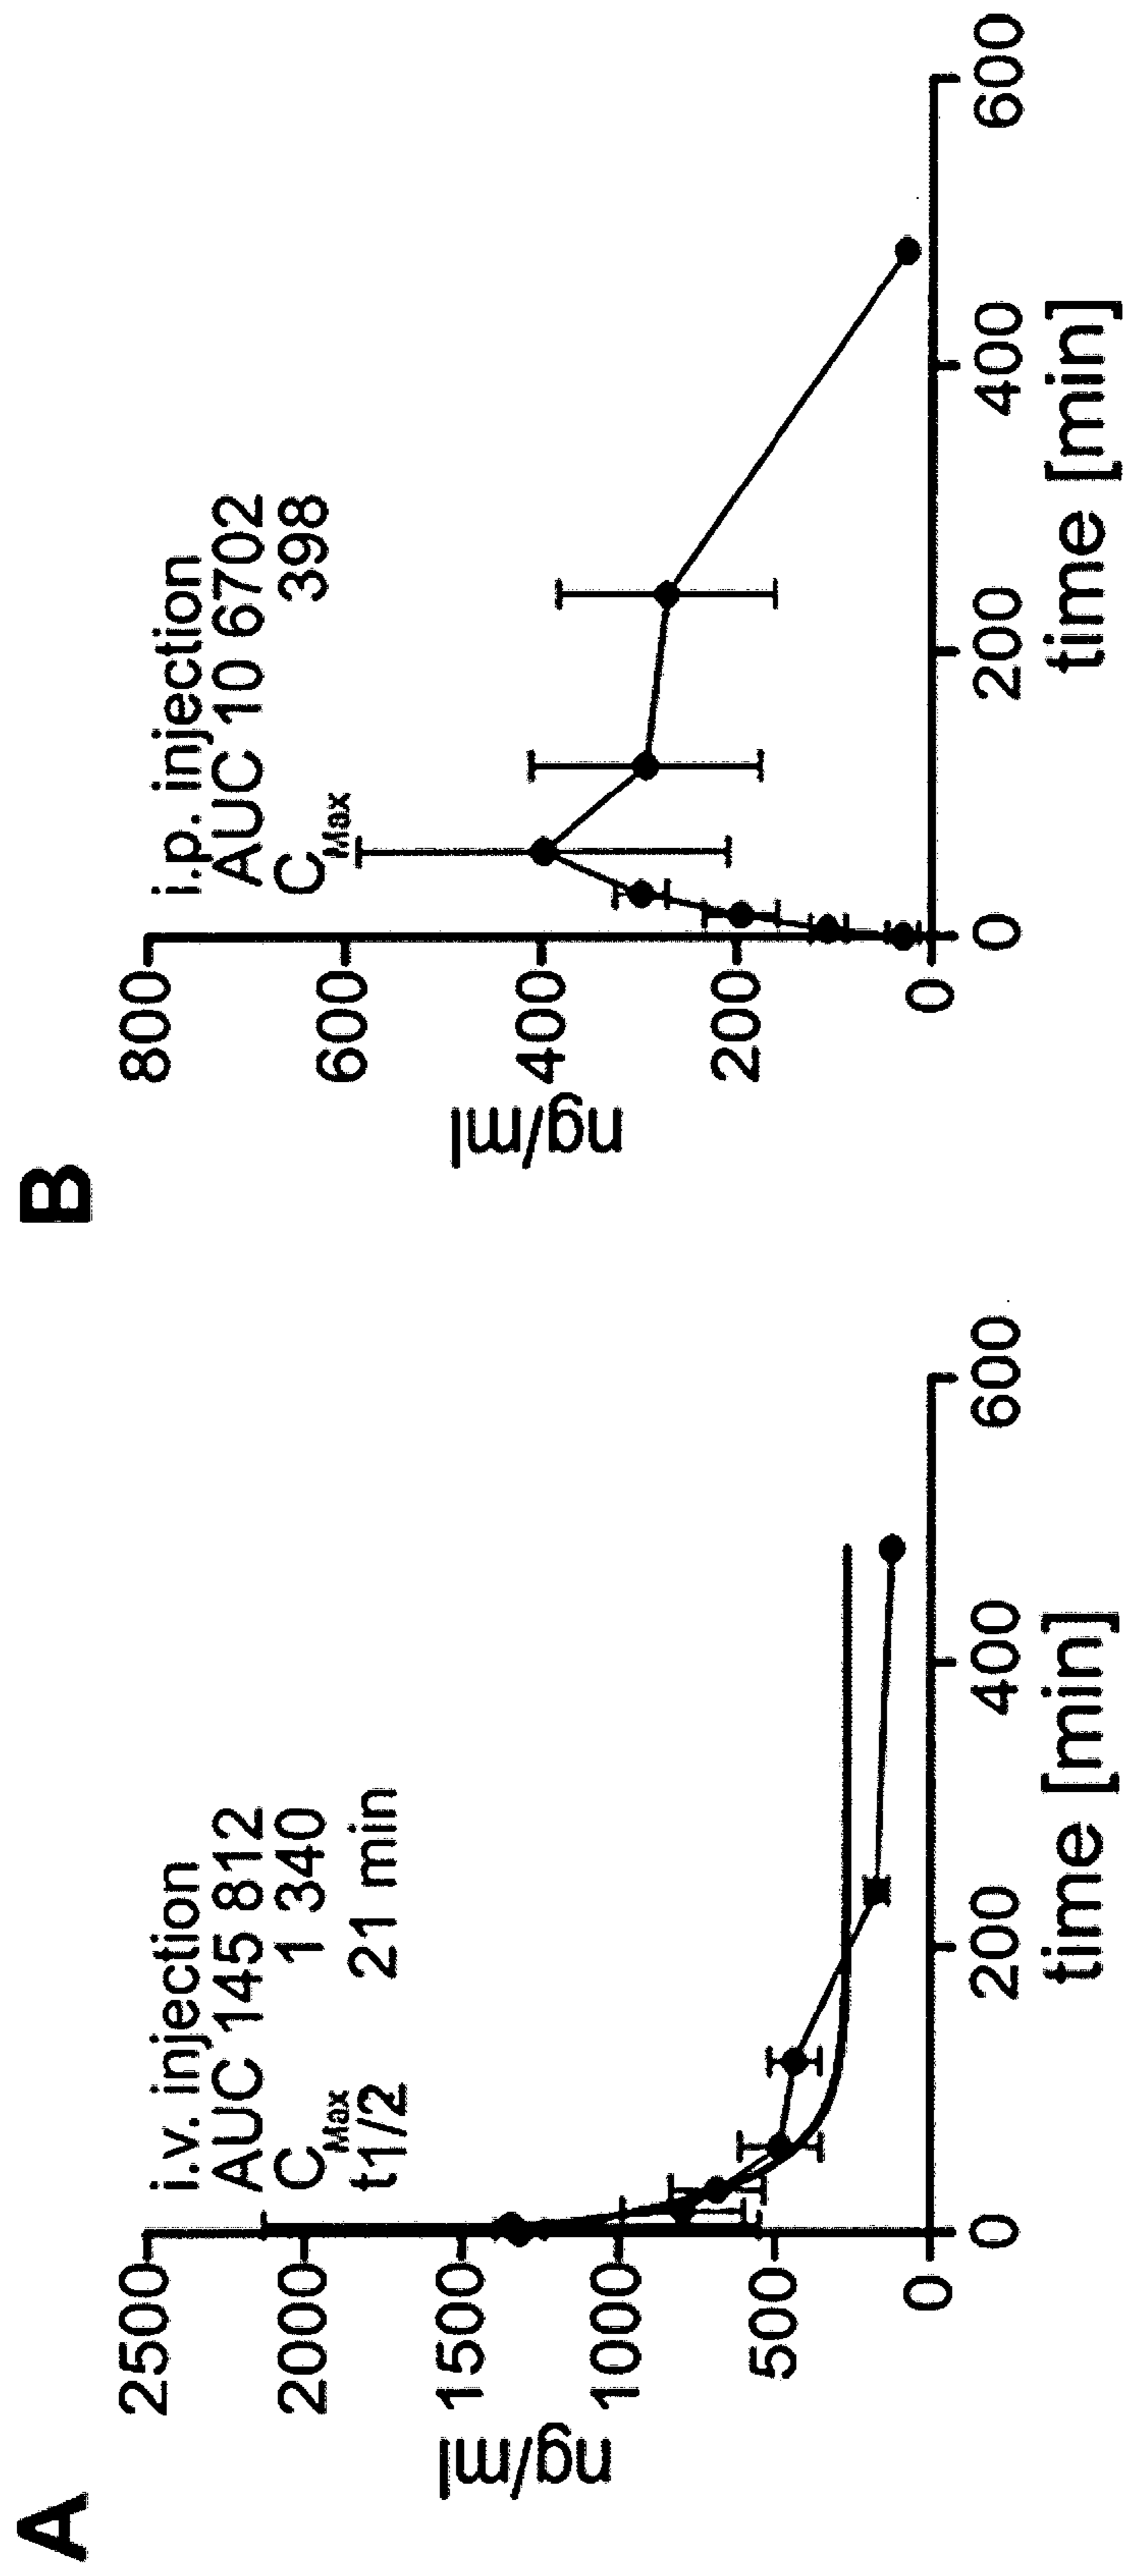 A
i.v. injection
AUC 145 812
CMax 1 340
t1/2 21 min
ng/ml
2500
2000
1500
1000
500
0
0 200 400 600
time [min]
B
i.p. injection
AUC 10 6702
CMax 398
ng/ml
800
600
400
200
0
0 200 400 600
time [min]